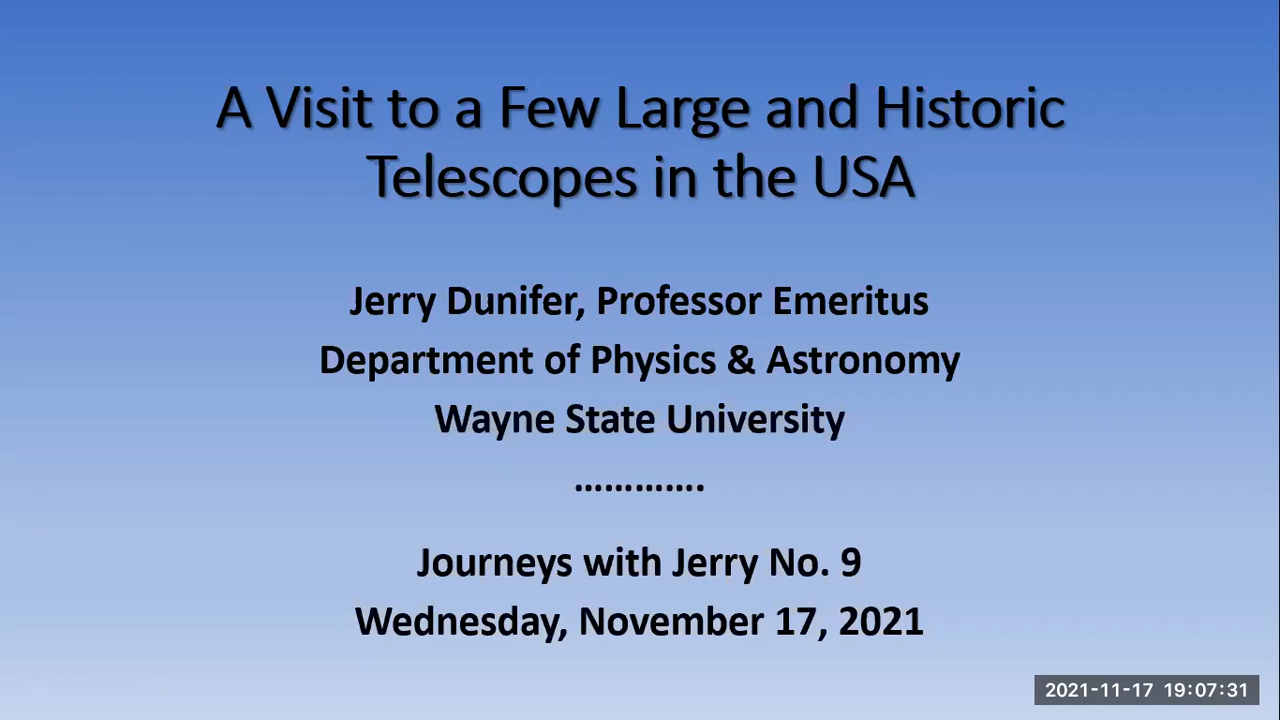 A Visit to a Few Large and Historic
Telescopes in the USA
Jerry Dunifer, Professor Emeritus
Department of Physics & Astronomy
Wayne State University
.............
Journeys with Jerry No. 9
Wednesday, November 17, 2021
2021-11-17 19:07:31